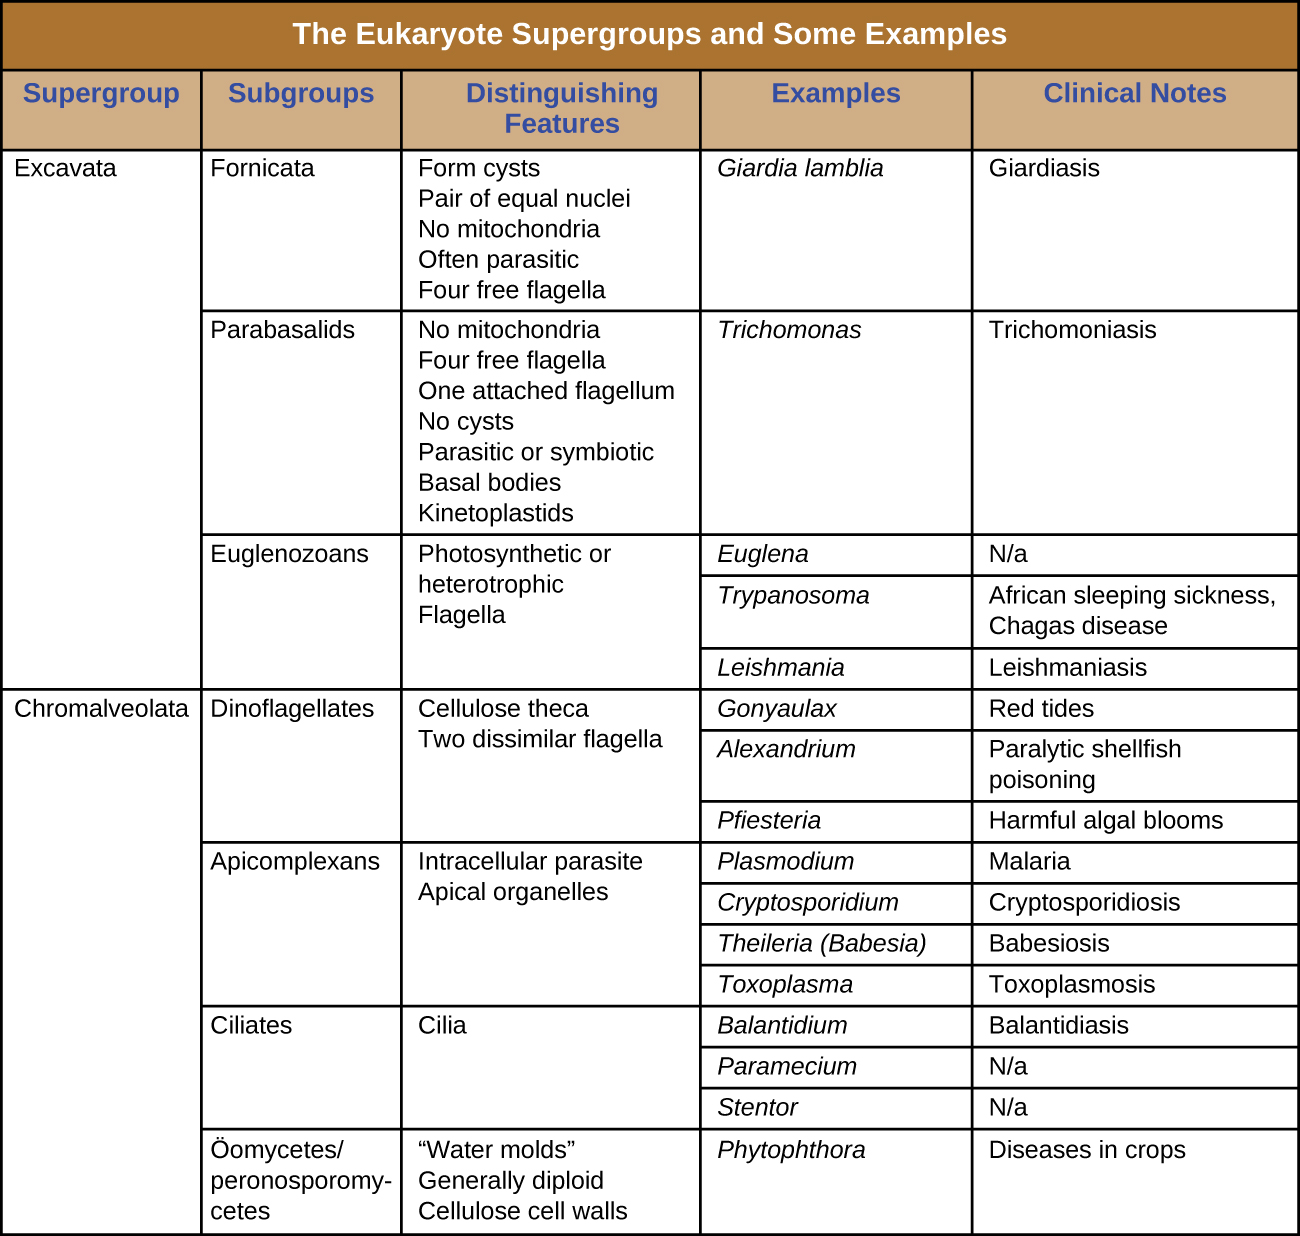 The Eukaryote Supergroups and Some Examples
Supergroup
Subgroups
Distinguishing
Features
Examples
Clinical Notes
Excavata
Fornicata
Form cysts
Pair of equal nuclei
No mitochondria
Often parasitic
Four free flagella
Giardia lamblia
Giardiasis
Parabasalids
No mitochondria
Four free flagella
One attached flagellum
No cysts
Parasitic or symbiotic
Basal bodies
Kinetoplastids
Trichomonas
Trichomoniasis
Euglenozoans
Photosynthetic or
heterotrophic
Flagella
Euglena
N/a
Trypanosoma
African sleeping sickness,
Chagas disease
Leishmania
Leishmaniasis
Chromalveolata
Dinoflagellates
Cellulose theca
Two dissimilar flagella
Gonyaulax
Red tides
Alexandrium
Paralytic shellfish
poisoning
Pfiesteria
Harmful algal blooms
Apicomplexans
Intracellular parasite
Apical organelles
Plasmodium
Malaria
Cryptosporidium
Cryptosporidiosis
Theileria (Babesia)
Babesiosis
Toxoplasma
Toxoplasmosis
Ciliates
Cilia
Balantidium
Balantidiasis
Paramecium
N/a
Stentor
N/a
Öomycetes/
peronosporomy-
cetes
“Water molds”
Generally diploid
Cellulose cell walls
Phytophthora
Diseases in crops